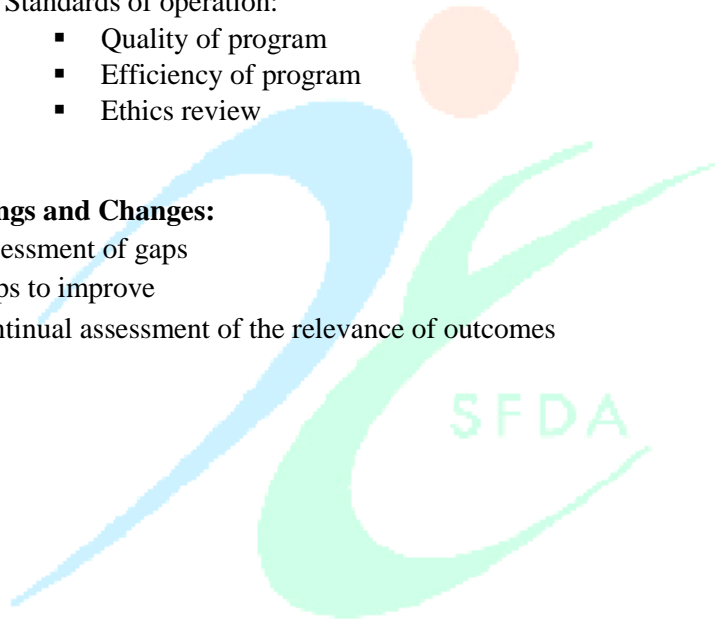 Standards of operation:
▪ Quality of program
▪ Efficiency of program
▪ Ethics review
ngs and Changes:
essment of gaps
ps to improve
ntinual assessment of the relevance of outcomes
SFDA